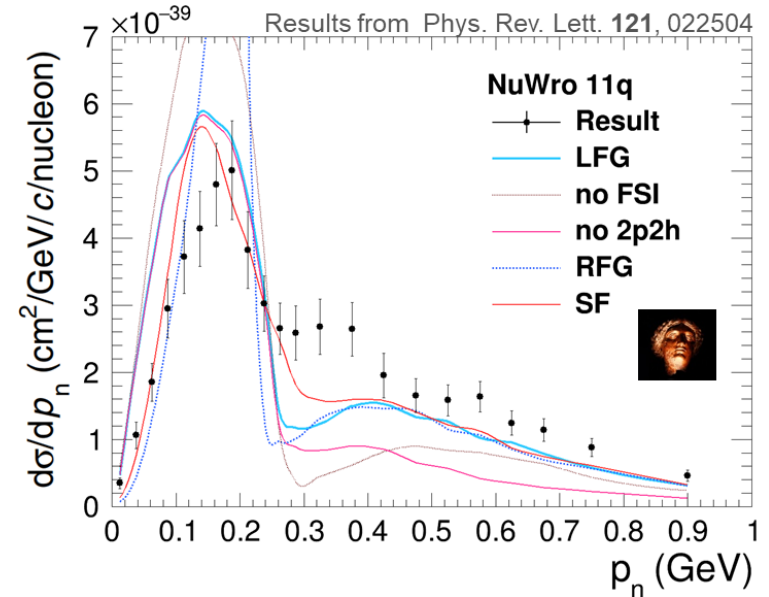 Results from Phys. Rev. Lett. 121, 022504
×10⁻³⁹
dσ/dpₙ (cm²/GeV/c/nucleon)
7
6
5
4
3
2
1
0
NuWro 11q
Result
LFG
no FSI
no 2p2h
RFG
SF
0 0.1 0.2 0.3 0.4 0.5 0.6 0.7 0.8 0.9 1
pₙ (GeV)